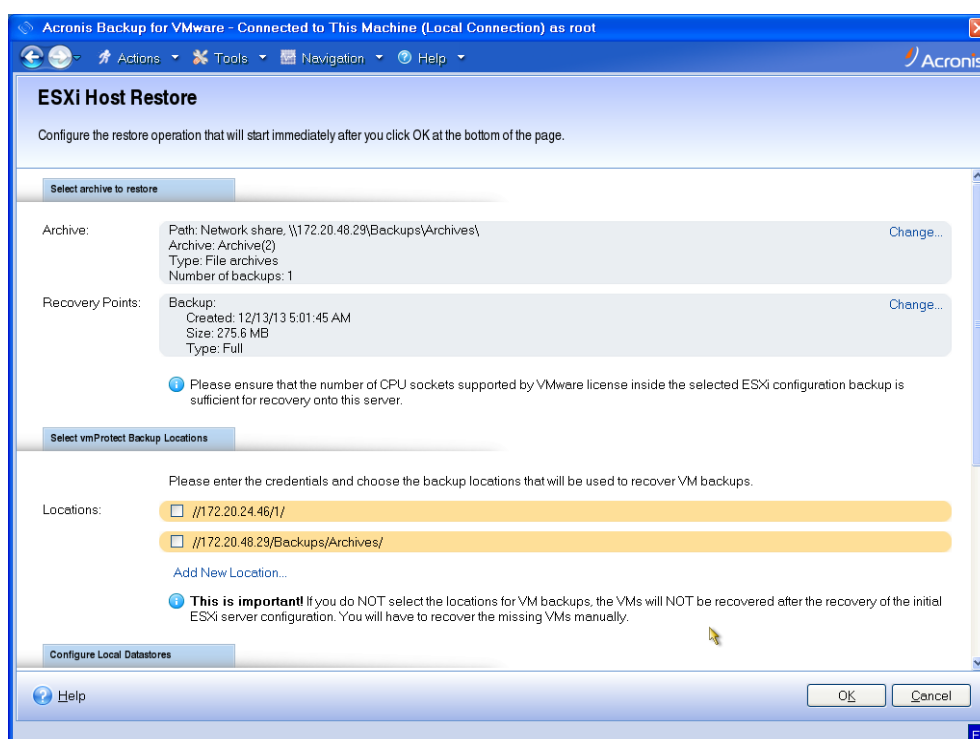 Acronis Backup for VMware - Connected to This Machine (Local Connection) as root
Actions Tools Navigation Help Acronis
ESXi Host Restore
Configure the restore operation that will start immediately after you click OK at the bottom of the page.
Select archive to restore
Archive: Path: Network share, \\172.20.48.29\Backups\Archives\ Change...
Archive: Archive(2)
Type: File archives
Number of backups: 1
Recovery Points: Backup: Change...
Created: 12/13/13 5:01:45 AM
Size: 275.6 MB
Type: Full
Please ensure that the number of CPU sockets supported by VMware license inside the selected ESXi configuration backup is
sufficient for recovery onto this server.
Select vmProtect Backup Locations
Please enter the credentials and choose the backup locations that will be used to recover VM backups.
Locations: //172.20.24.46/1/
//172.20.48.29/Backups/Archives/
Add New Location...
This is important! If you do NOT select the locations for VM backups, the VMs will NOT be recovered after the recovery of the initial
ESXi server configuration. You will have to recover the missing VMs manually.
Configure Local Datastores
Help OK Cancel